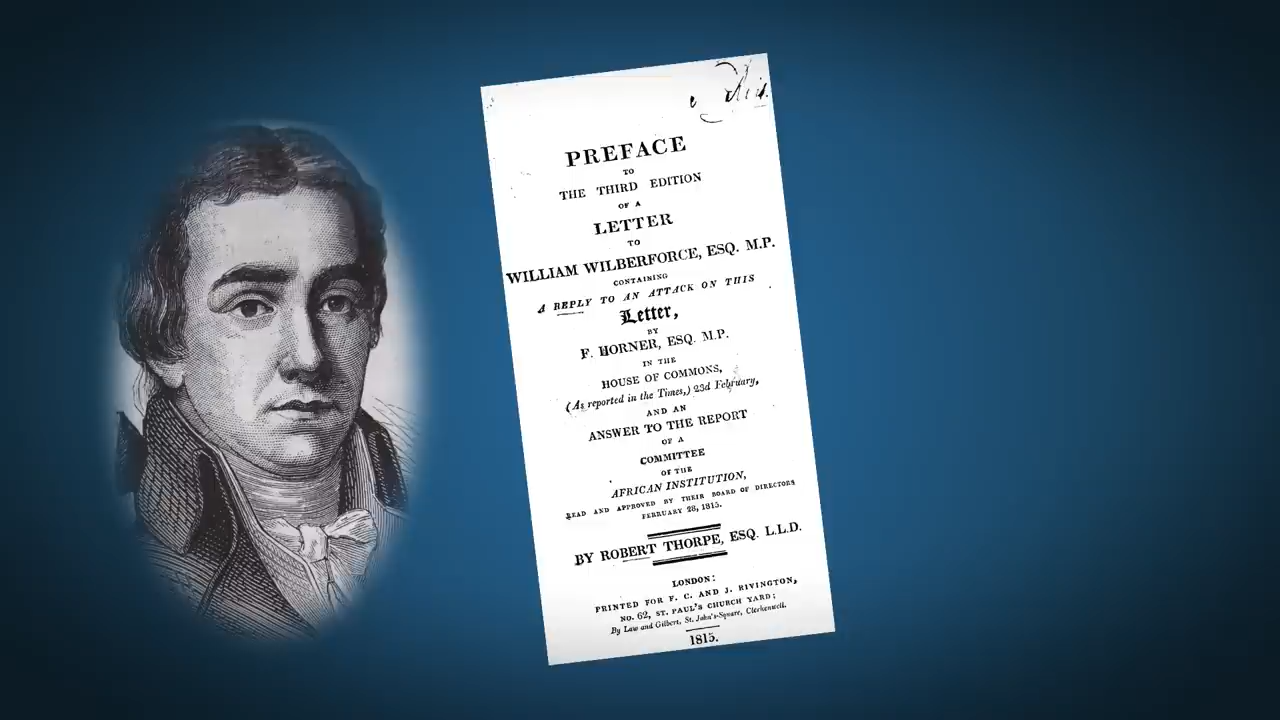 PREFACE
TO
THE THIRD EDITION
OF A
LETTER
TO
WILLIAM WILBERFORCE, ESQ. M.P.
CONTAINING
A REPLY TO AN ATTACK ON THIS
Letter,
BY
F. HORNER, ESQ. M.P.
IN THE
HOUSE OF COMMONS,
(As reported in the Times,) 23d February,
AND AN
ANSWER TO THE REPORT
OF A
COMMITTEE
OF THE
AFRICAN INSTITUTION,
READ AND APPROVED BY THEIR BOARD OF DIRECTORS
FEBRUARY 28, 1815.
BY ROBERT THORPE, ESQ. L.L.D.
LONDON:
PRINTED FOR F. C. AND J. RIVINGTON,
NO. 62, ST. PAUL'S CHURCH YARD;
By Law and Gilbert, St. John's-Square, Clerkenwell.
1815.